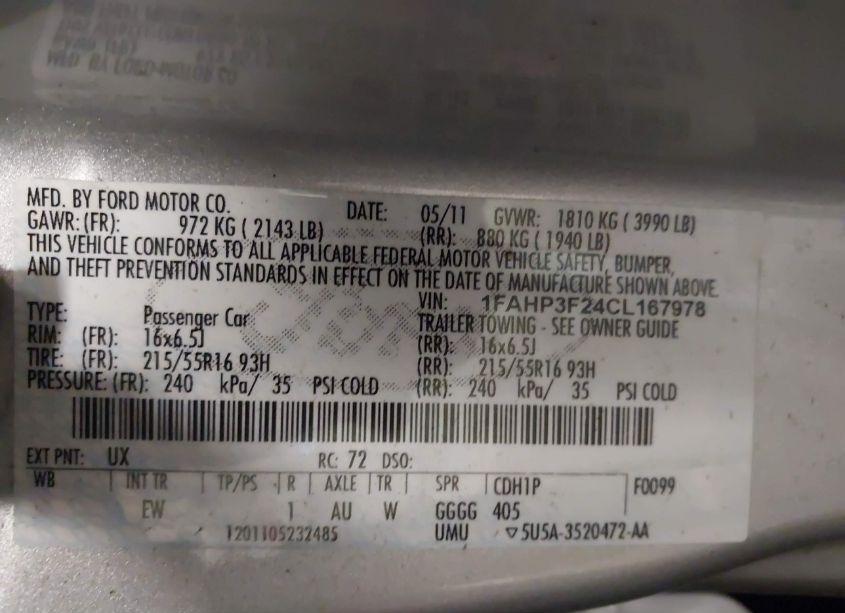 MFD. BY FORD MOTOR CO. DATE: 05/11 GVWR: 1810 KG ( 3990 LB)
GAWR: (FR): 972 KG ( 2143 LB) (RR): 880 KG ( 1940 LB)
THIS VEHICLE CONFORMS TO ALL APPLICABLE FEDERAL MOTOR VEHICLE SAFETY, BUMPER,
AND THEFT PREVENTION STANDARDS IN EFFECT ON THE DATE OF MANUFACTURE SHOWN ABOVE.
VIN: 1FAHP3F24CL167978
TYPE: Passenger Car TRAILER TOWING - SEE OWNER GUIDE
RIM: (FR): 16x6.5J (RR): 16x6.5J
TIRE: (FR): 215/55R16 93H (RR): 215/55R16 93H
PRESSURE: (FR): 240 kPa/ 35 PSI COLD (RR): 240 kPa/ 35 PSI COLD
EXT PNT: UX RC: 72 DSO:
WB INT TR TP/PS R AXLE TR SPR CDH1P F0099
EW 1 AU W GGGG 405
1201105232485 UMU ▽5U5A-3520472-AA